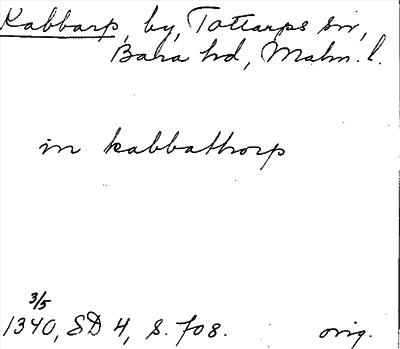 Kabbarp, by, Tottarps sn,
Bara hd, Malm. l.
in kabbathorp
3/5
1340, SD 4, s. 708. orig.